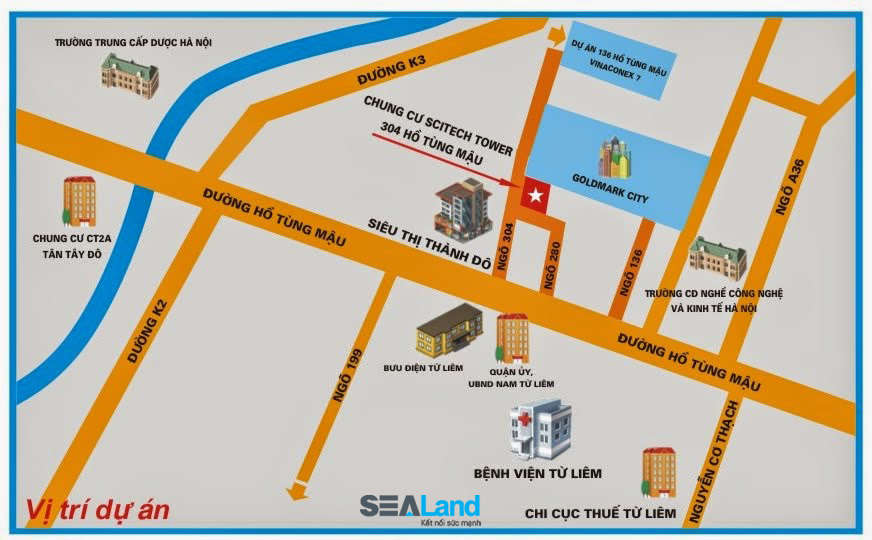 TRƯỜNG TRUNG CẤP DƯỢC HÀ NỘI
ĐƯỜNG K3
DỰ ÁN 136 HỒ TÙNG MẬU
VINACONEX 7
CHUNG CƯ SCITECH TOWER
304 HỒ TÙNG MẬU
GOLDMARK CITY
NGÕ A36
CHUNG CƯ CT2A
TÂN TÂY ĐÔ
ĐƯỜNG HỒ TÙNG MẬU
SIÊU THỊ THÀNH ĐÔ
NGÕ 304
NGÕ 280
NGÕ 136
TRƯỜNG CĐ NGHỀ CÔNG NGHỆ
VÀ KINH TẾ HÀ NỘI
ĐƯỜNG K2
NGÕ 199
BƯU ĐIỆN TỪ LIÊM
QUẬN ỦY,
UBND NAM TỪ LIÊM
ĐƯỜNG HỒ TÙNG MẬU
NGUYỄN CƠ THẠCH
BỆNH VIỆN TỪ LIÊM
CHI CỤC THUẾ TỪ LIÊM
Vị trí dự án
SEALand
Kết nối sức mạnh